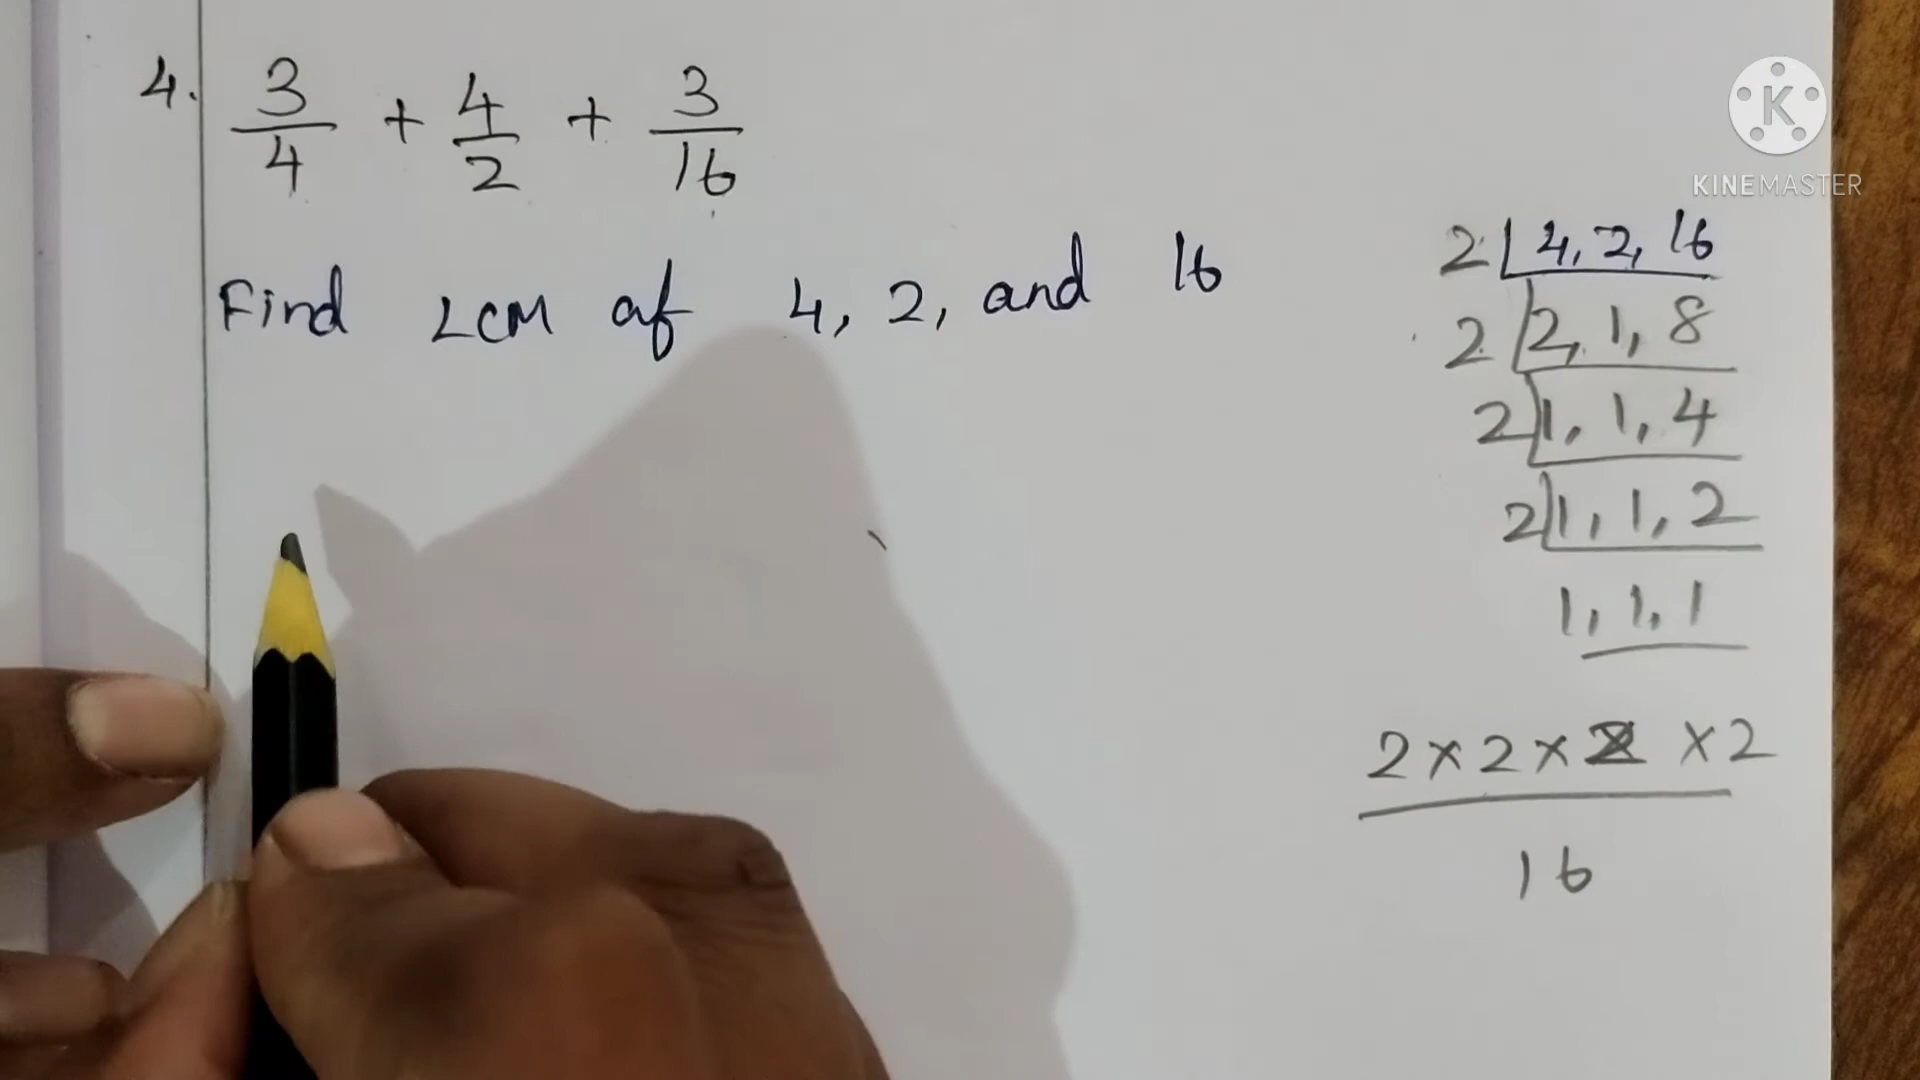 4. 3/4 + 4/2 + 3/16
Find LCM of 4, 2, and 16
2 | 4, 2, 16
2 | 2, 1, 8
2 | 1, 1, 4
2 | 1, 1, 2
1, 1, 1
2 × 2 × 2 × 2
16
K
KINEMASTER